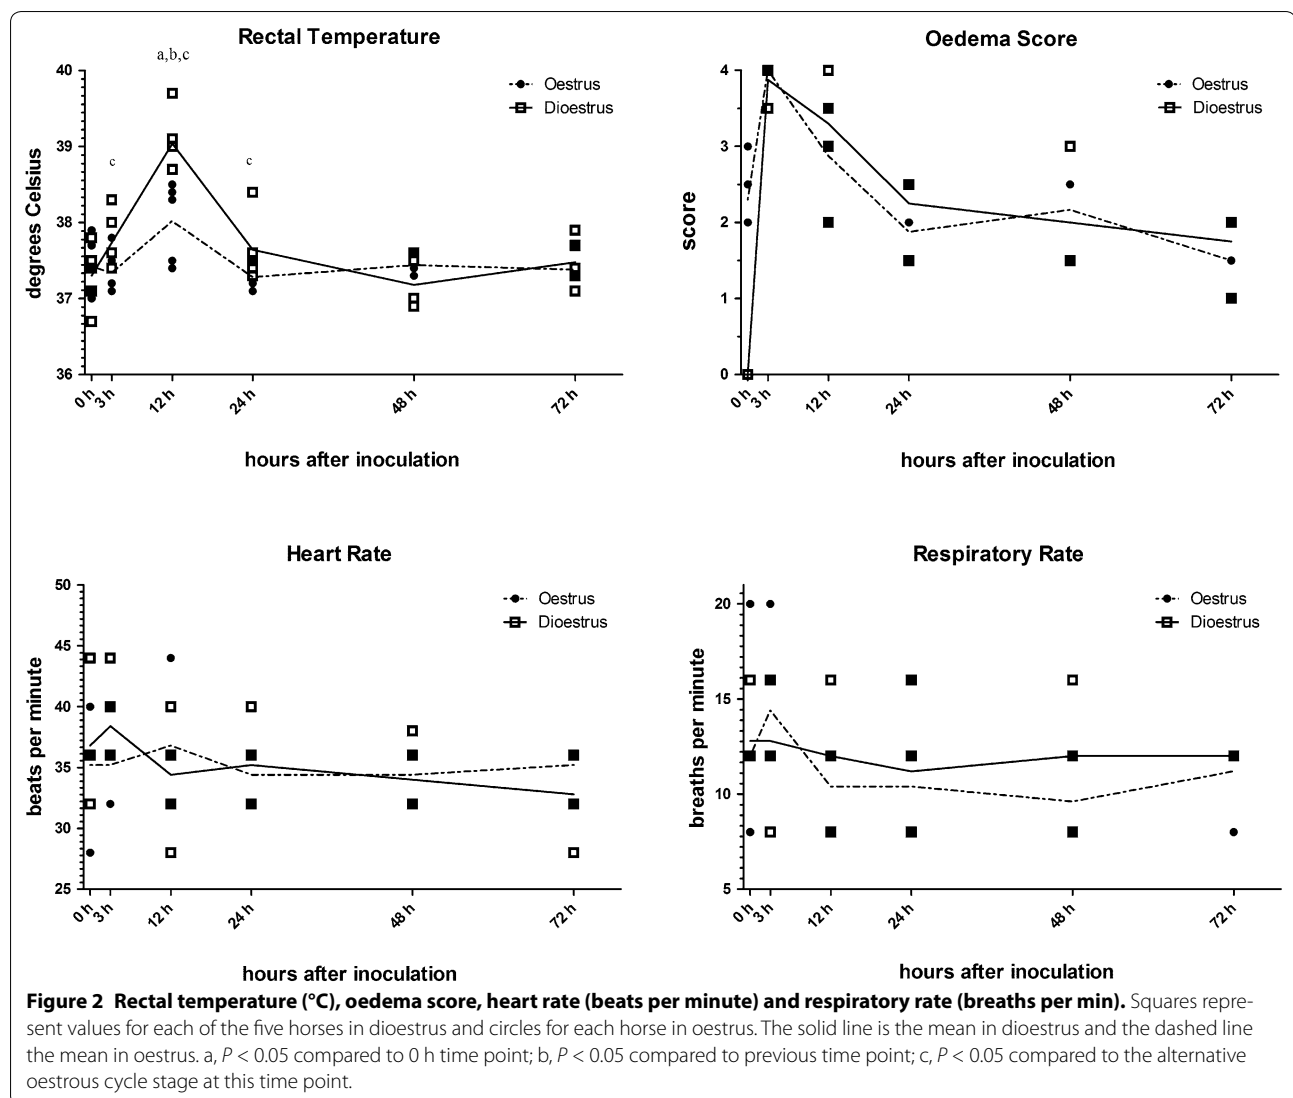 Rectal Temperature
a,b,c
40
39
38
37
36
degrees Celsius
c
c
Oestrus
Dioestrus
0 h
3 h
12 h
24 h
48 h
72 h
hours after inoculation
Oedema Score
4
3
2
1
0
score
Oestrus
Dioestrus
0 h
3 h
12 h
24 h
48 h
72 h
hours after inoculation
Heart Rate
50
45
40
35
30
25
beats per minute
Oestrus
Dioestrus
0 h
3 h
12 h
24 h
48 h
72 h
hours after inoculation
Respiratory Rate
20
15
10
5
breaths per minute
Oestrus
Dioestrus
0 h
3 h
12 h
24 h
48 h
72 h
hours after inoculation
Figure 2 Rectal temperature (°C), oedema score, heart rate (beats per minute) and respiratory rate (breaths per min). Squares repre-
sent values for each of the five horses in dioestrus and circles for each horse in oestrus. The solid line is the mean in dioestrus and the dashed line
the mean in oestrus. a, P < 0.05 compared to 0 h time point; b, P < 0.05 compared to previous time point; c, P < 0.05 compared to the alternative
oestrous cycle stage at this time point.